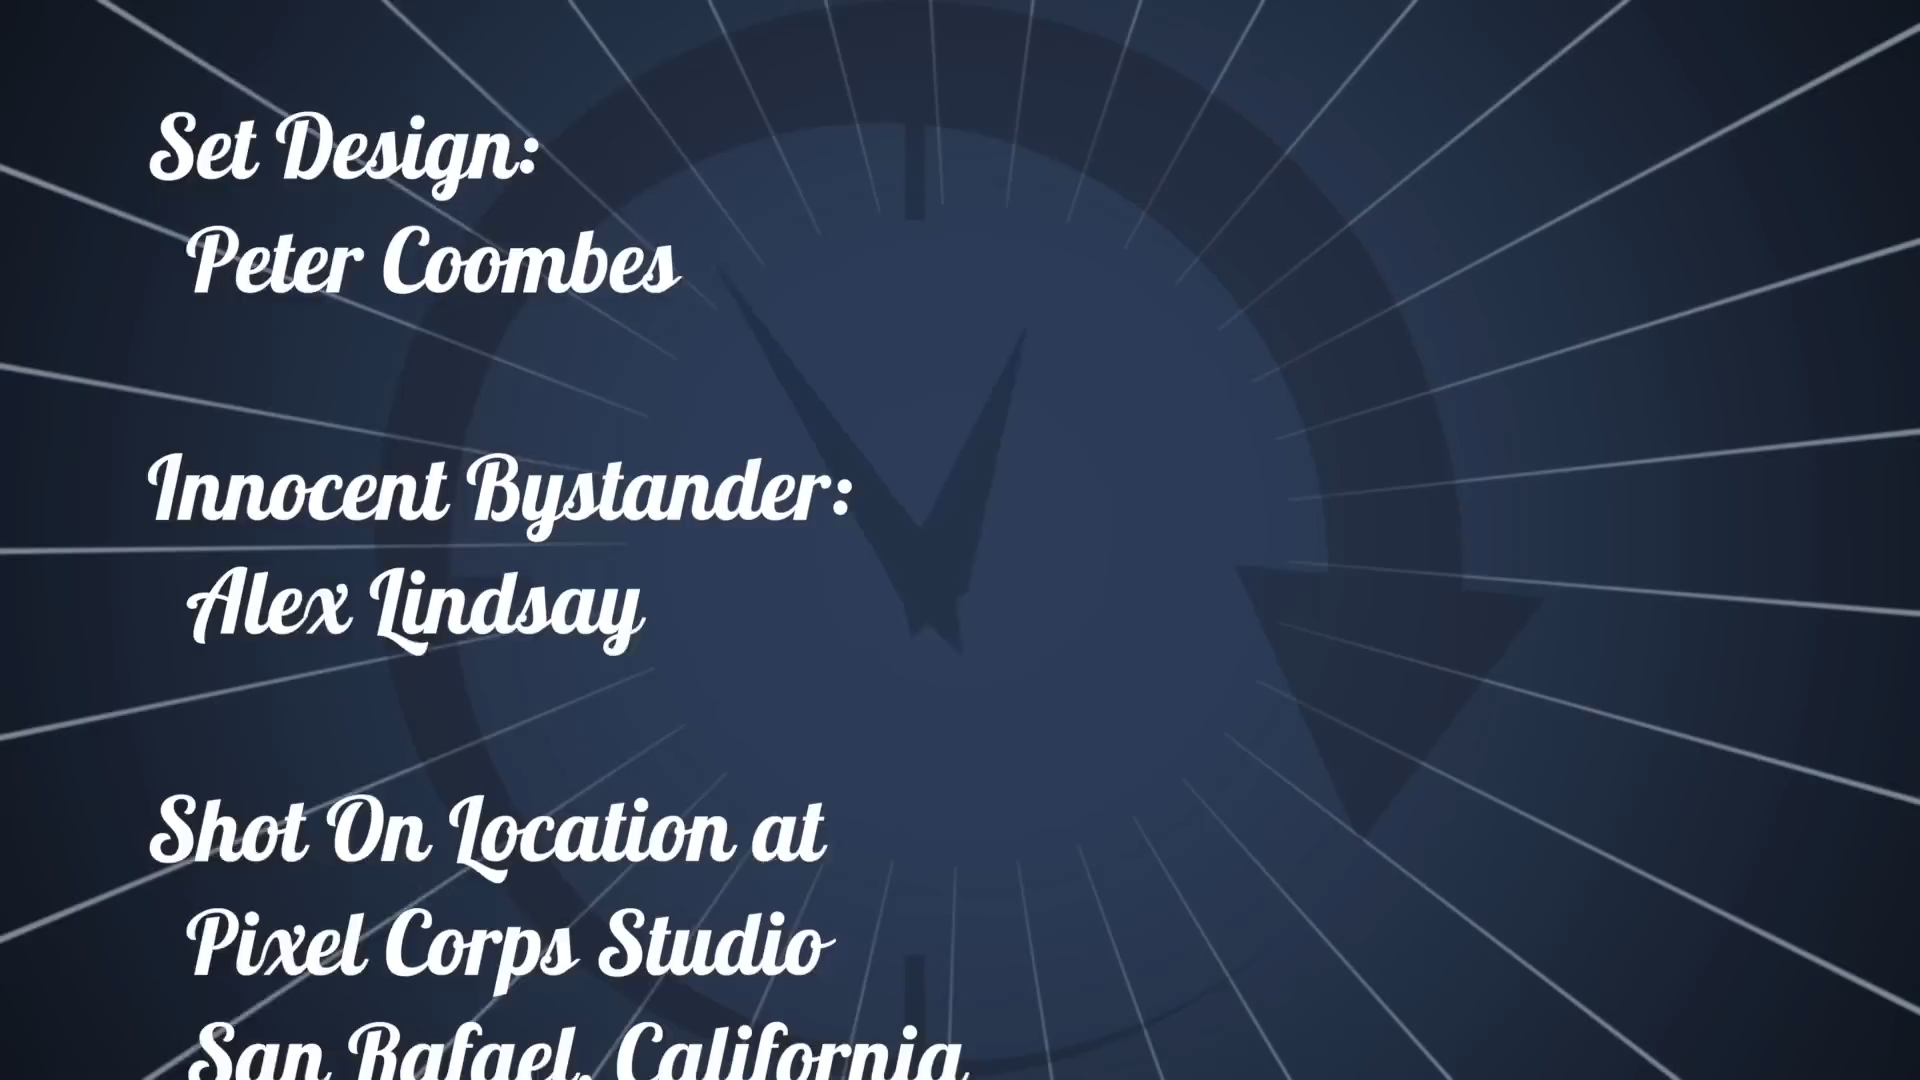 Set Design:
Peter Coombes
Innocent Bystander:
Alex Lindsay
Shot On Location at
Pixel Corps Studio
San Rafael, California